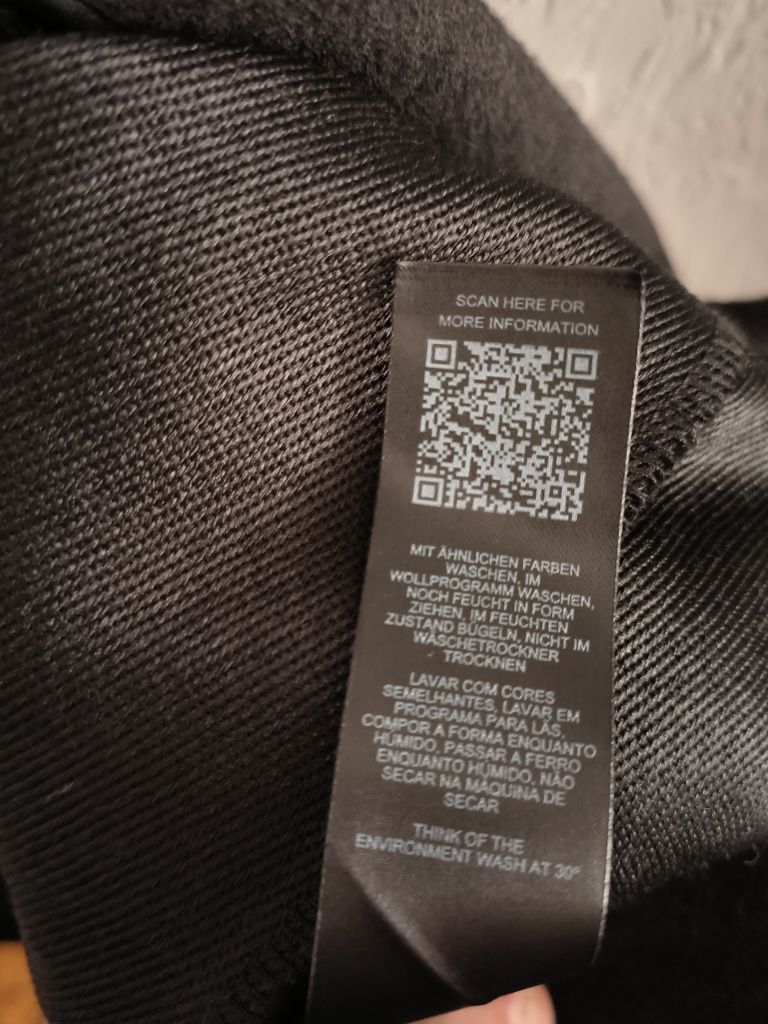 SCAN HERE FOR
MORE INFORMATION
MIT ÄHNLICHEN FARBEN
WASCHEN, IM
WOLLPROGRAMM WASCHEN,
NOCH FEUCHT IN FORM
ZIEHEN, IM FEUCHTEN
ZUSTAND BÜGELN, NICHT IM
WÄSCHETROCKNER
TROCKNEN
LAVAR COM CORES
SEMELHANTES, LAVAR EM
PROGRAMA PARA LÃS,
COMPOR A FORMA ENQUANTO
HÚMIDO, PASSAR A FERRO
ENQUANTO HÚMIDO, NÃO
SECAR NA MÁQUINA DE
SECAR
THINK OF THE
ENVIRONMENT WASH AT 30°